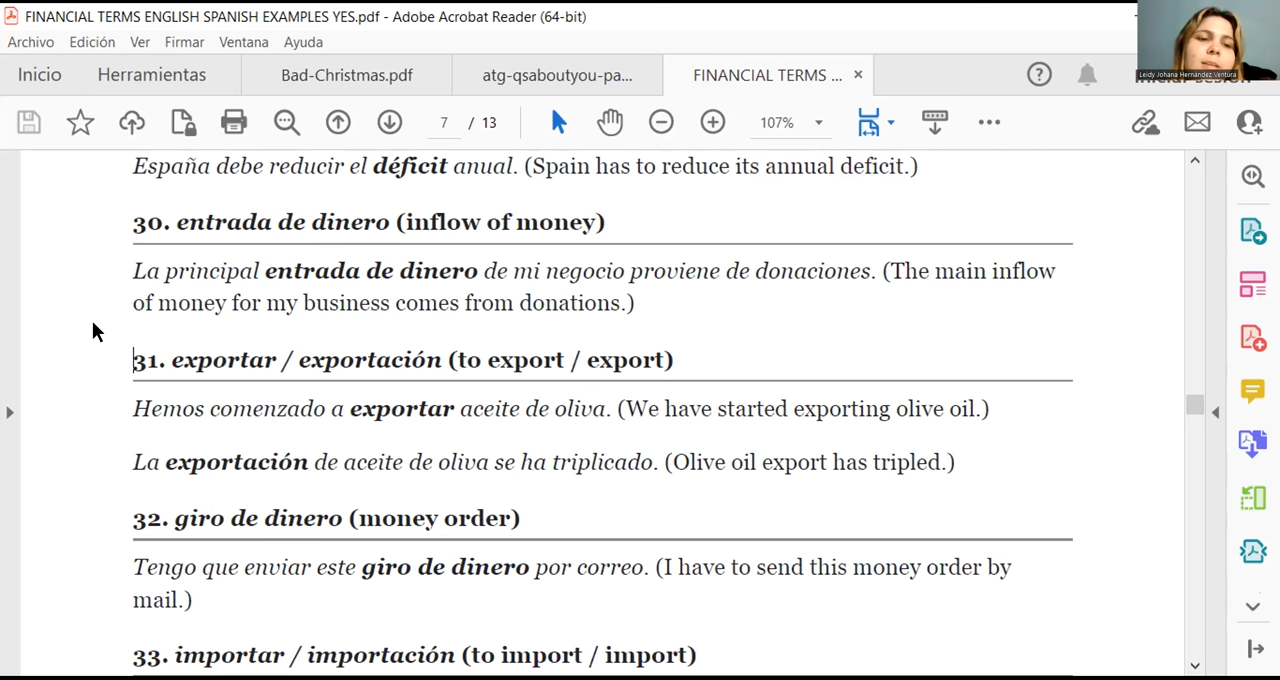 FINANCIAL TERMS ENGLISH SPANISH EXAMPLES YES.pdf - Adobe Acrobat Reader (64-bit)
Archivo Edición Ver Firmar Ventana Ayuda
Leidy Johana Hernández Ventura
Inicio Herramientas Bad-Christmas.pdf atg-qsaboutyou-pa... FINANCIAL TERMS ... ×
7 / 13 107%
España debe reducir el déficit anual. (Spain has to reduce its annual deficit.)
30. entrada de dinero (inflow of money)
La principal entrada de dinero de mi negocio proviene de donaciones. (The main inflow
of money for my business comes from donations.)
31. exportar / exportación (to export / export)
Hemos comenzado a exportar aceite de oliva. (We have started exporting olive oil.)
La exportación de aceite de oliva se ha triplicado. (Olive oil export has tripled.)
32. giro de dinero (money order)
Tengo que enviar este giro de dinero por correo. (I have to send this money order by
mail.)
33. importar / importación (to import / import)